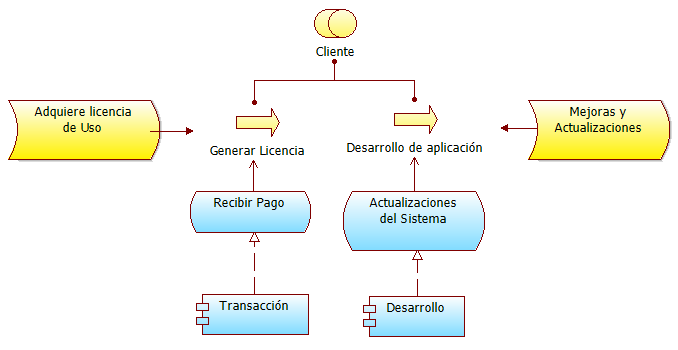 Cliente
Adquiere licencia
de Uso
Mejoras y
Actualizaciones
Generar Licencia
Desarrollo de aplicación
Recibir Pago
Actualizaciones
del Sistema
Transacción
Desarrollo